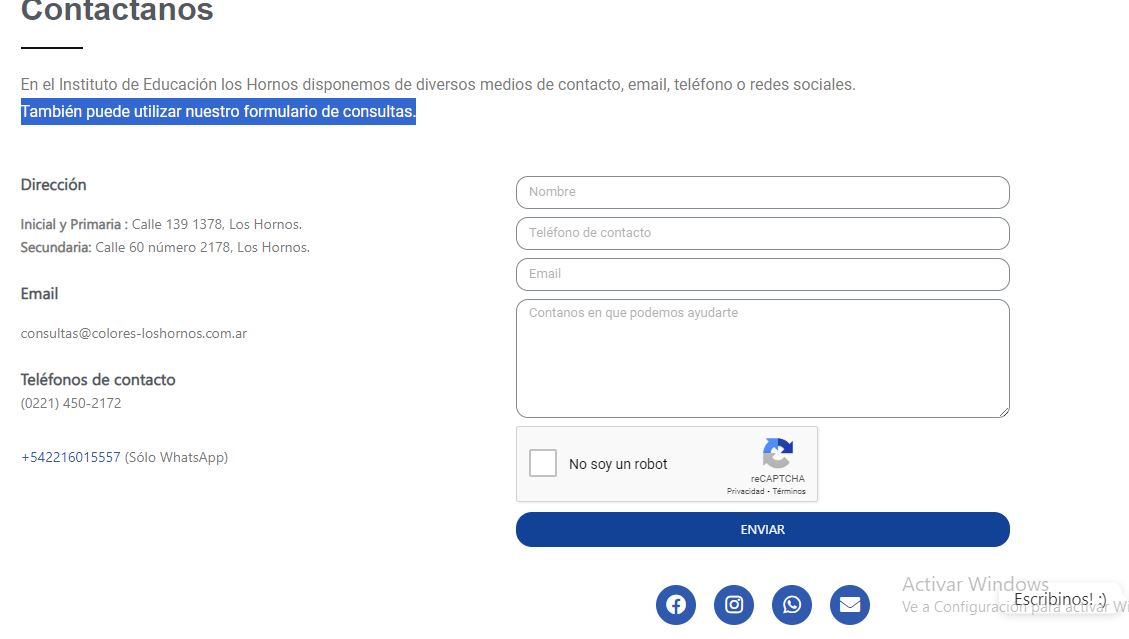 Contactanos
En el Instituto de Educación los Hornos disponemos de diversos medios de contacto, email, teléfono o redes sociales.
También puede utilizar nuestro formulario de consultas.
Dirección
Inicial y Primaria : Calle 139 1378, Los Hornos.
Secundaria: Calle 60 número 2178, Los Hornos.
Email
consultas@colores-loshornos.com.ar
Teléfonos de contacto
(0221) 450-2172
+542216015557 (Sólo WhatsApp)
Nombre
Teléfono de contacto
Email
Contanos en que podemos ayudarte
No soy un robot
reCAPTCHA
Privacidad - Términos
ENVIAR
Activar Windows
Ve a Configuración para activar Wi
Escribinos! :)